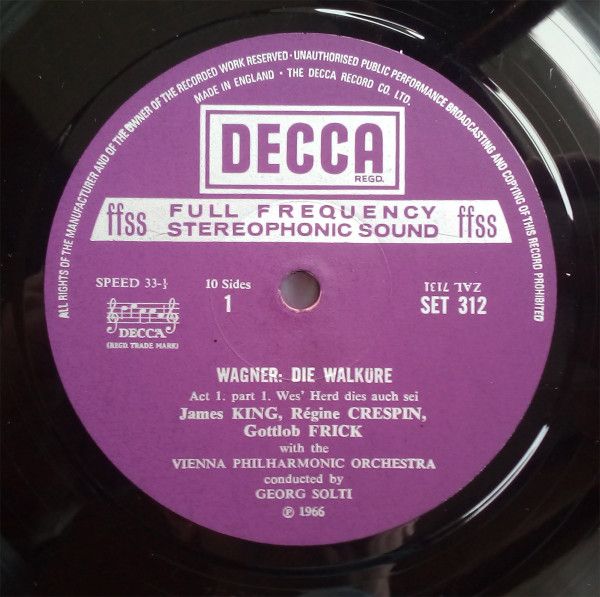 ALL RIGHTS OF THE MANUFACTURER AND OF THE OWNER OF THE RECORDED WORK RESERVED · UNAUTHORISED PUBLIC PERFORMANCE BROADCASTING AND COPYING OF THIS RECORD PROHIBITED
MADE IN ENGLAND · THE DECCA RECORD CO. LTD.
DECCA
REGD.
ffss FULL FREQUENCY STEREOPHONIC SOUND ffss
SPEED 33-⅓
10 Sides
1
ZAL 7131
SET 312
DECCA
(REGD. TRADE MARK)
WAGNER: DIE WALKÜRE
Act 1. part 1. Wes' Herd dies auch sei
James KING, Régine CRESPIN,
Gottlob FRICK
with the
VIENNA PHILHARMONIC ORCHESTRA
conducted by
GEORG SOLTI
℗ 1966